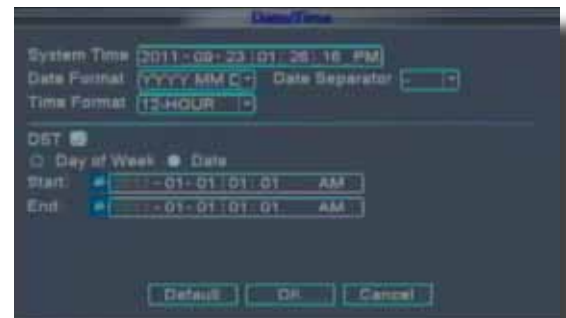 Date/Time
System Time 2011-09-23 01:26:16 PM
Date Format YYYY MM D Date Separator -
Time Format 12-HOUR
DST
Day of Week Date
Start: -01-01 01:01 AM
End: -01-01 01:01 AM
Default OK Cancel